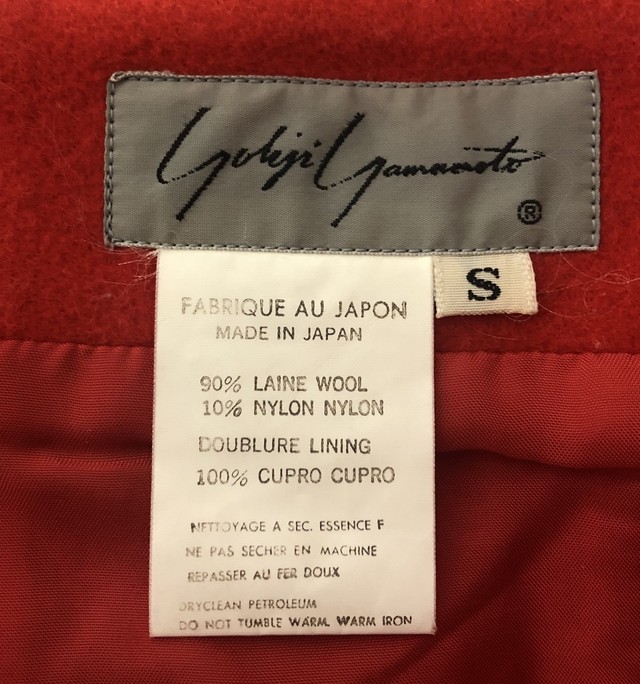 Yohji Yamamoto
®
S
FABRIQUE AU JAPON
MADE IN JAPAN
90% LAINE WOOL
10% NYLON NYLON
DOUBLURE LINING
100% CUPRO CUPRO
NETTOYAGE A SEC. ESSENCE F
NE PAS SECHER EN MACHINE
REPASSER AU FER DOUX
DRYCLEAN PETROLEUM
DO NOT TUMBLE WARM. WARM IRON